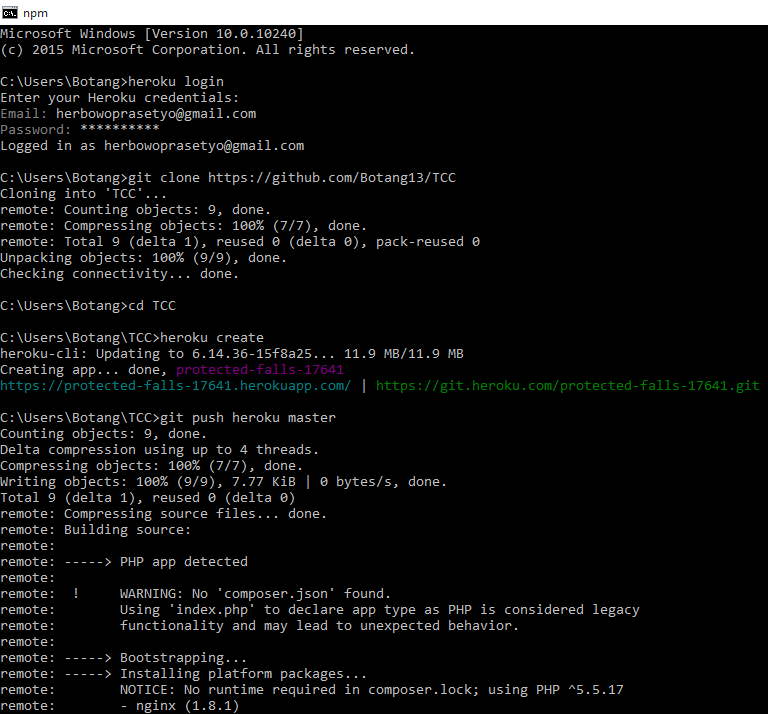 npm
Microsoft Windows [Version 10.0.10240]
(c) 2015 Microsoft Corporation. All rights reserved.
C:\Users\Botang>heroku login
Enter your Heroku credentials:
Email: herbowoprasetyo@gmail.com
Password: **********
Logged in as herbowoprasetyo@gmail.com
C:\Users\Botang>git clone https://github.com/Botang13/TCC
Cloning into 'TCC'...
remote: Counting objects: 9, done.
remote: Compressing objects: 100% (7/7), done.
remote: Total 9 (delta 1), reused 0 (delta 0), pack-reused 0
Unpacking objects: 100% (9/9), done.
Checking connectivity... done.
C:\Users\Botang>cd TCC
C:\Users\Botang\TCC>heroku create
heroku-cli: Updating to 6.14.36-15f8a25... 11.9 MB/11.9 MB
Creating app... done, protected-falls-17641
https://protected-falls-17641.herokuapp.com/ | https://git.heroku.com/protected-falls-17641.git
C:\Users\Botang\TCC>git push heroku master
Counting objects: 9, done.
Delta compression using up to 4 threads.
Compressing objects: 100% (7/7), done.
Writing objects: 100% (9/9), 7.77 KiB | 0 bytes/s, done.
Total 9 (delta 1), reused 0 (delta 0)
remote: Compressing source files... done.
remote: Building source:
remote:
remote: -----> PHP app detected
remote:
remote:  !     WARNING: No 'composer.json' found.
remote:        Using 'index.php' to declare app type as PHP is considered legacy
remote:        functionality and may lead to unexpected behavior.
remote:
remote: -----> Bootstrapping...
remote: -----> Installing platform packages...
remote:        NOTICE: No runtime required in composer.lock; using PHP ^5.5.17
remote:        - nginx (1.8.1)